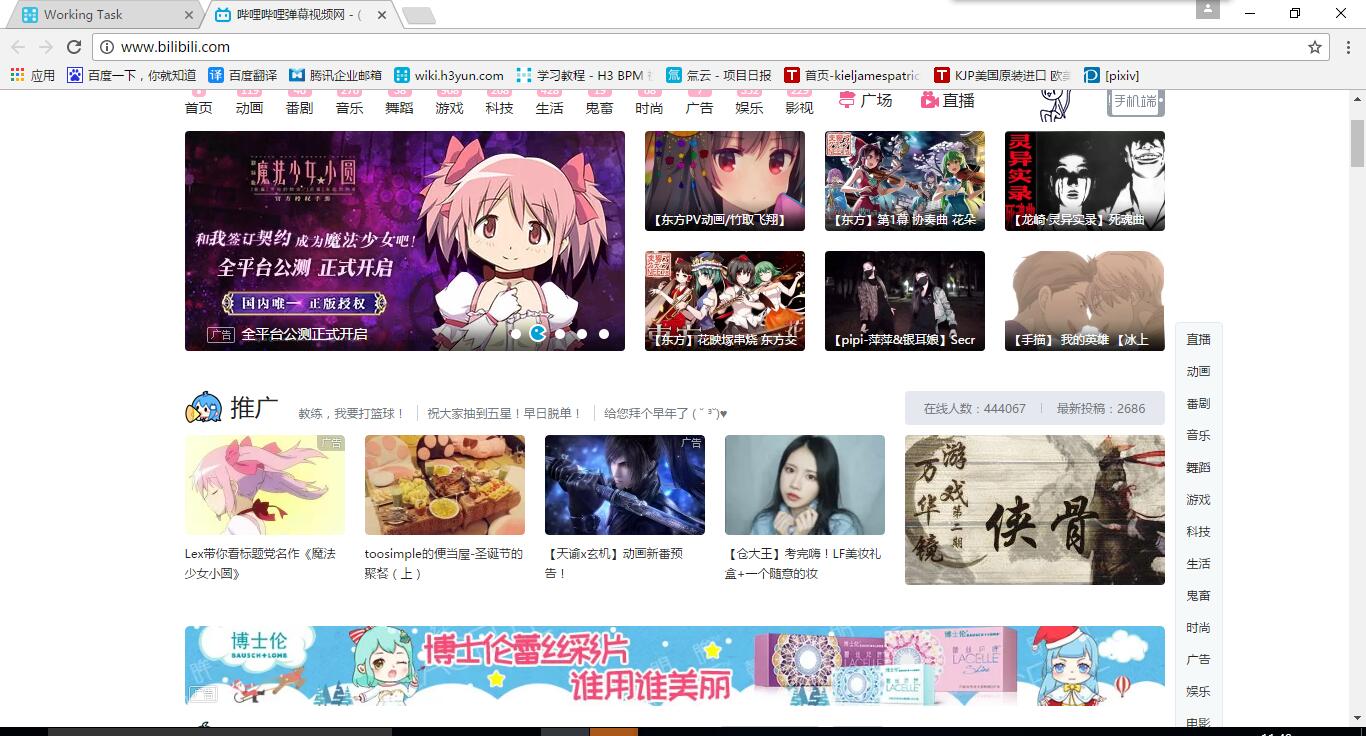 Working Task
哔哩哔哩弹幕视频网 - (
www.bilibili.com
应用
百度一下，你就知道
百度翻译
腾讯企业邮箱
wiki.h3yun.com
学习教程 - H3 BPM
氚云 - 项目日报
首页-kieljamespatric
KJP美国原装进口 欧美
[pixiv]
首页 动画 番剧 音乐 舞蹈 游戏 科技 生活 鬼畜 时尚 广告 娱乐 影视 广场 直播 手机端
魔法少女小圆
官方授权手游
和我签订契约 成为魔法少女吧!
全平台公测 正式开启
国内唯一 正版授权
广告 全平台公测正式开启
【东方PV动画/竹取飞翔】
【东方】第1幕 协奏曲 花朵
灵异实录
【龙崎·灵异实录】死魂曲
【东方】花映塚串烧 东方交
【pipi-萍萍&银耳娘】Secr
【手描】 我的英雄 【冰上
推广
教练，我要打篮球！
祝大家抽到五星！早日脱单！
给您拜个早年了 ( ˘ ³˘)♥
在线人数：444067
最新投稿：2686
广告
Lex带你看标题党名作《魔法
少女小圆》
toosimple的便当屋-圣诞节的
聚餐（上）
广告
【天谕x玄机】动画新番预
告！
【仓大王】考完嗨！LF美妆礼
盒+一个随意的妆
游戏
万华镜
第二期
侠骨
博士伦
BAUSCH+LOMB
博士伦蕾丝彩片
谁用谁美丽
博士伦
LACELLE
LACELLE
广告
直播
动画
番剧
音乐
舞蹈
游戏
科技
生活
鬼畜
时尚
广告
娱乐
电影